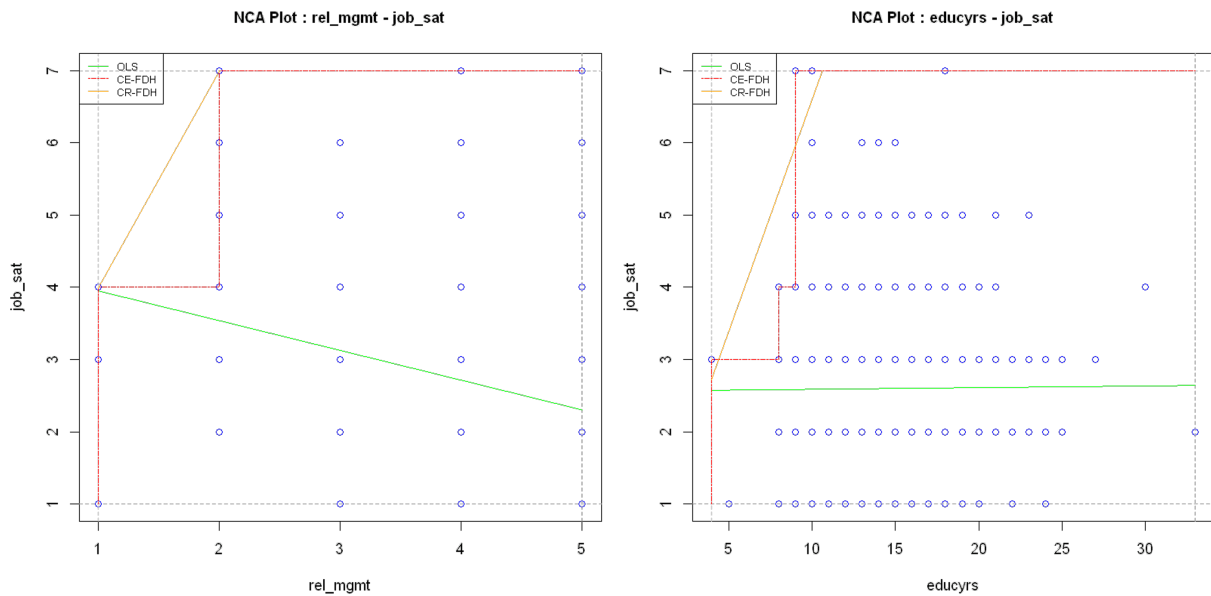 NCA Plot : rel_mgmt - job_sat
OLS
CE-FDH
CR-FDH
7
6
5
4
3
2
1
job_sat
1 2 3 4 5
rel_mgmt
NCA Plot : educyrs - job_sat
OLS
CE-FDH
CR-FDH
7
6
5
4
3
2
1
job_sat
5 10 15 20 25 30
educyrs